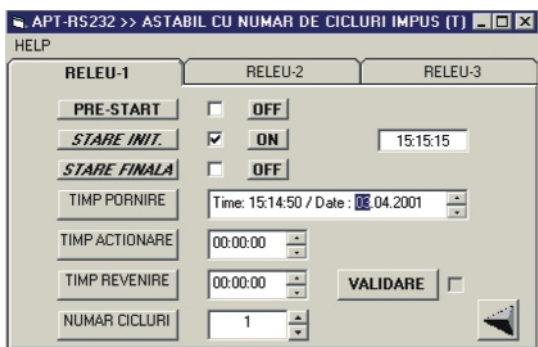 APT-RS232 >> ASTABIL CU NUMAR DE CICLURI IMPUS (T)
HELP
RELEU-1 RELEU-2 RELEU-3
PRE-START OFF
STARE INIT. ON 15:15:15
STARE FINALA OFF
TIMP PORNIRE Time: 15:14:50 / Date : 03.04.2001
TIMP ACTIONARE 00:00:00
TIMP REVENIRE 00:00:00 VALIDARE
NUMAR CICLURI 1